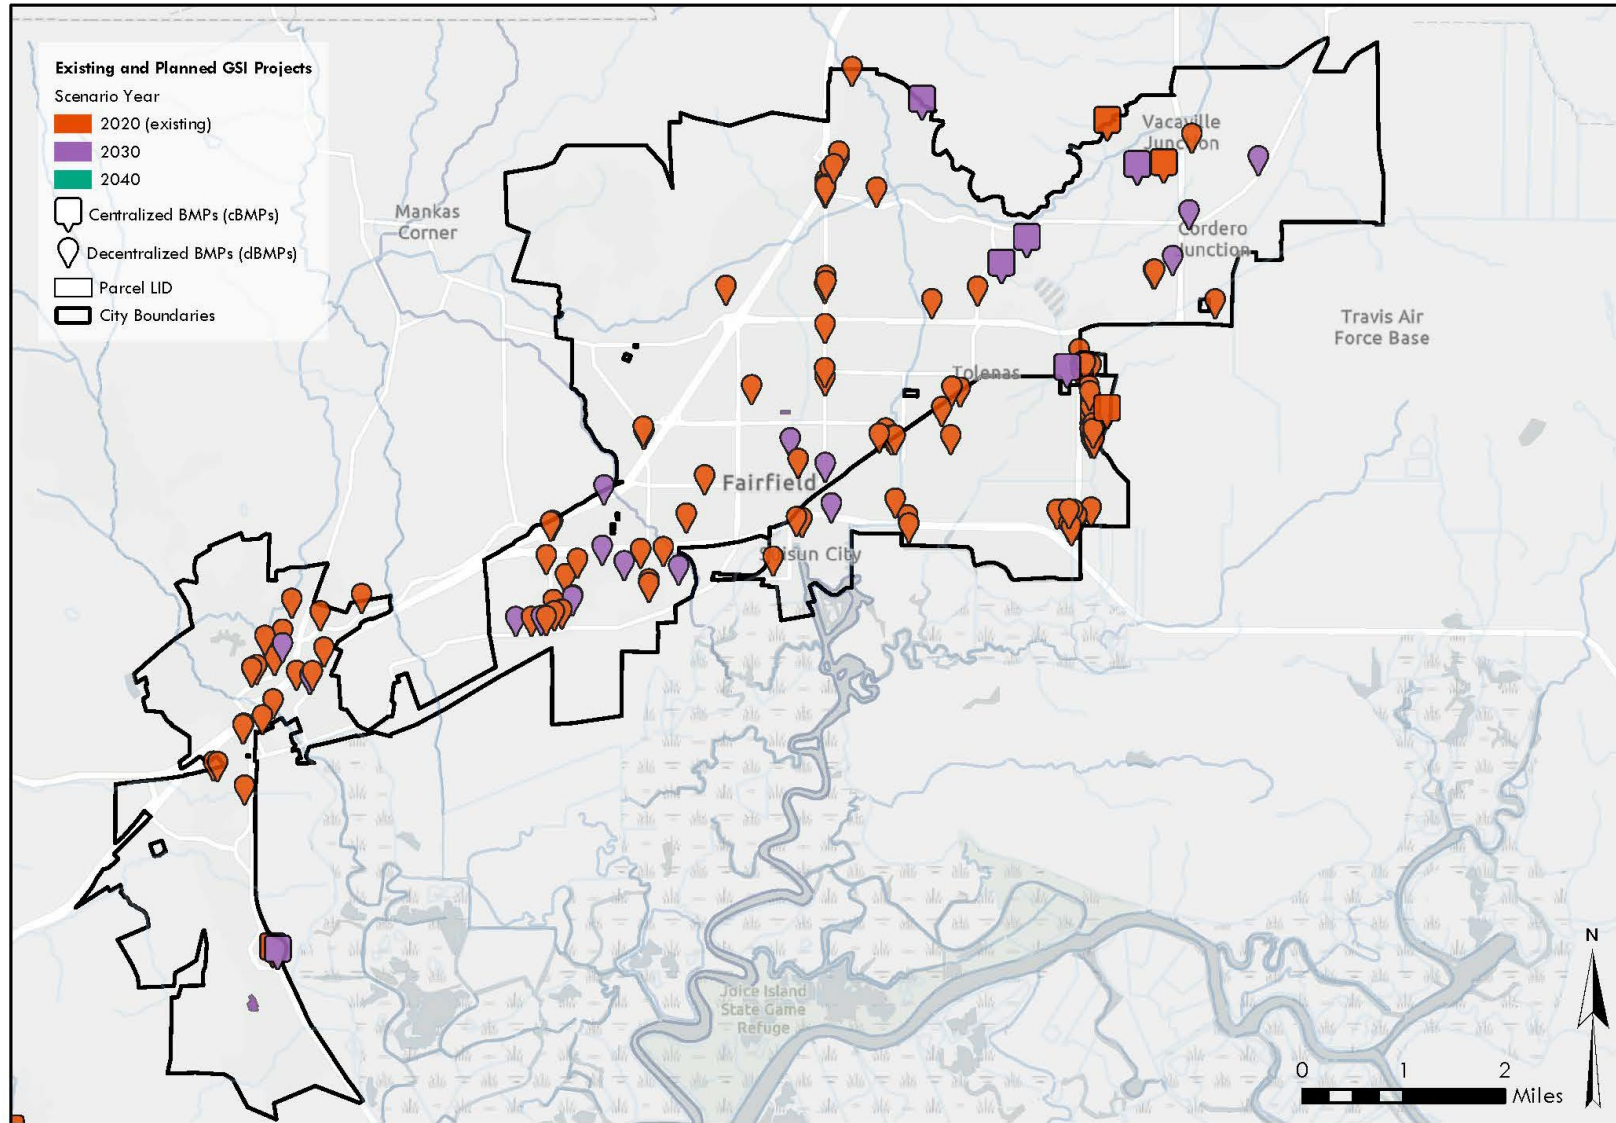 Existing and Planned GSI Projects
Scenario Year
2020 (existing)
2030
2040
Centralized BMPs (cBMPs)
Decentralized BMPs (dBMPs)
Parcel LID
City Boundaries
Vacaville
Junction
Mankas
Corner
Cordero
Junction
Travis Air
Force Base
Tolenas
Fairfield
Suisun City
Joice Island
State Game
Refuge
N
0 1 2
Miles